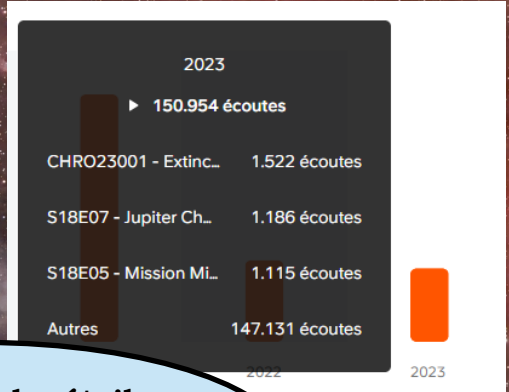 2023
▶ 150.954 écoutes
CHRO23001 - Extinc... 1.522 écoutes
S18E07 - Jupiter Ch... 1.186 écoutes
S18E05 - Mission Mi... 1.115 écoutes
Autres 147.131 écoutes
2022 2023